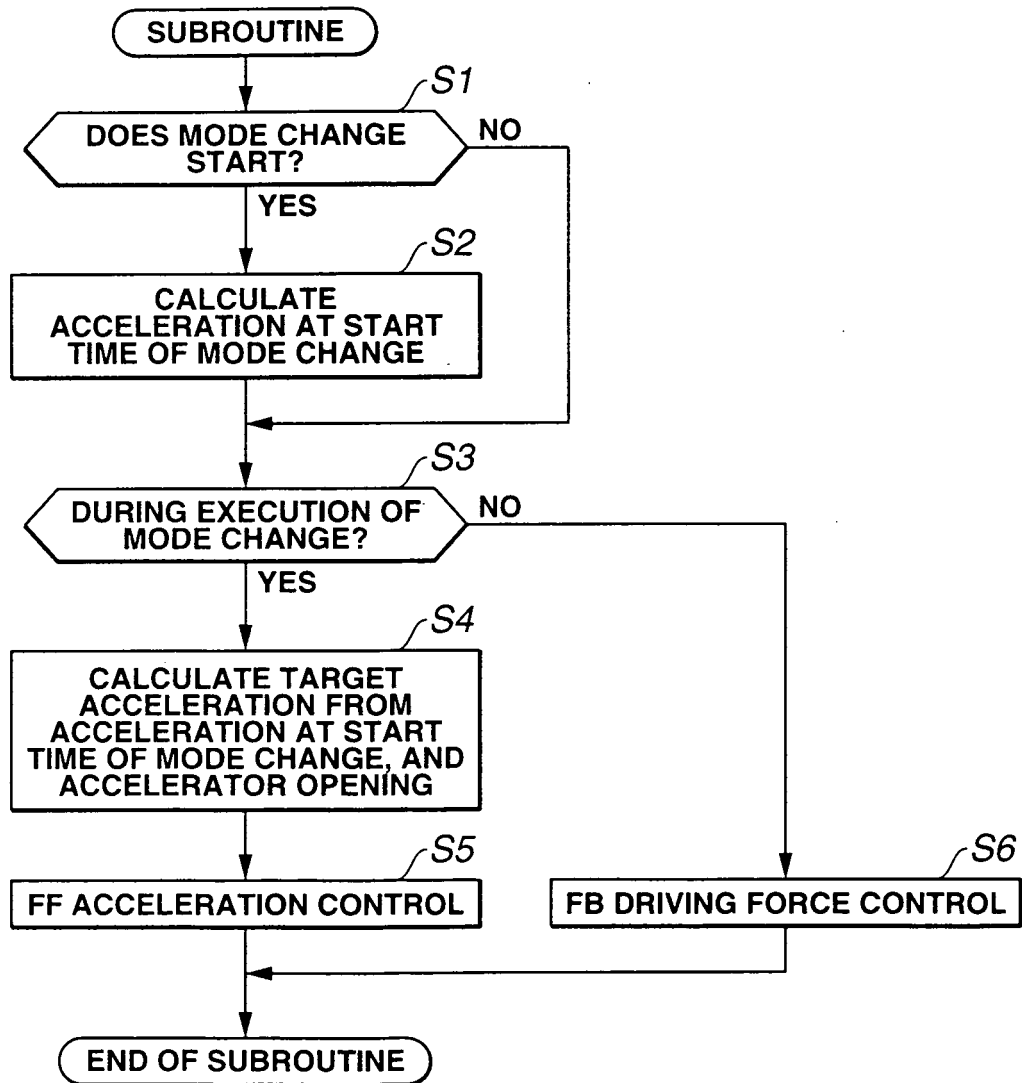 SUBROUTINE
S1
DOES MODE CHANGE
START?
NO
YES
S2
CALCULATE
ACCELERATION AT START
TIME OF MODE CHANGE
S3
DURING EXECUTION OF
MODE CHANGE?
NO
YES
S4
CALCULATE TARGET
ACCELERATION FROM
ACCELERATION AT START
TIME OF MODE CHANGE, AND
ACCELERATOR OPENING
S5
FF ACCELERATION CONTROL
S6
FB DRIVING FORCE CONTROL
END OF SUBROUTINE